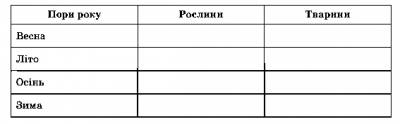 Пори року Рослини Тварини
Весна
Літо
Осінь
Зима